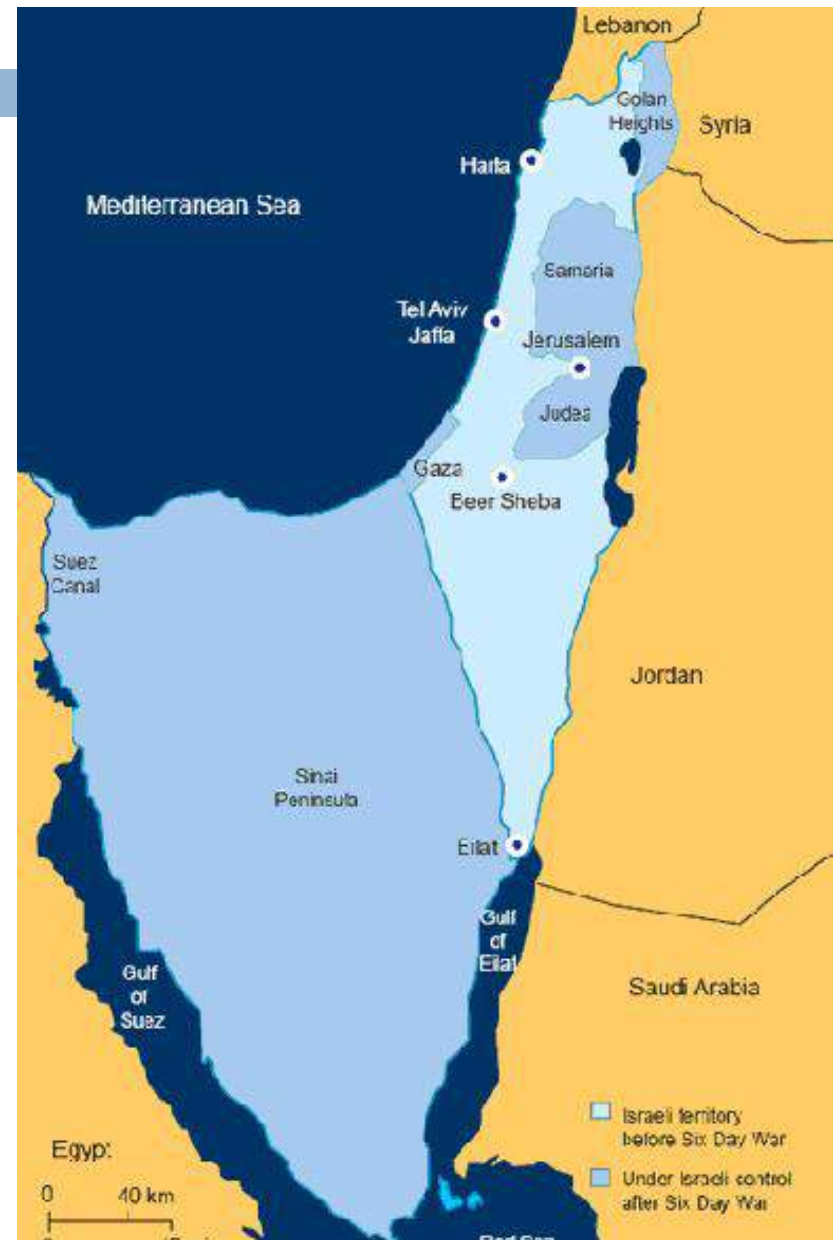 Lebanon
Golan
Heights
Syria
Haifa
Mediterranean Sea
Samaria
Tel Aviv
Jaffa
Jerusalem
Judea
Gaza
Beer Sheba
Suez
Canal
Jordan
Sinai
Peninsula
Eilat
Gulf
of
Eilat
Gulf
of
Suez
Saudi Arabia
Israeli territory
before Six Day War
Egypt
Under Israeli control
after Six Day War
0 40 km